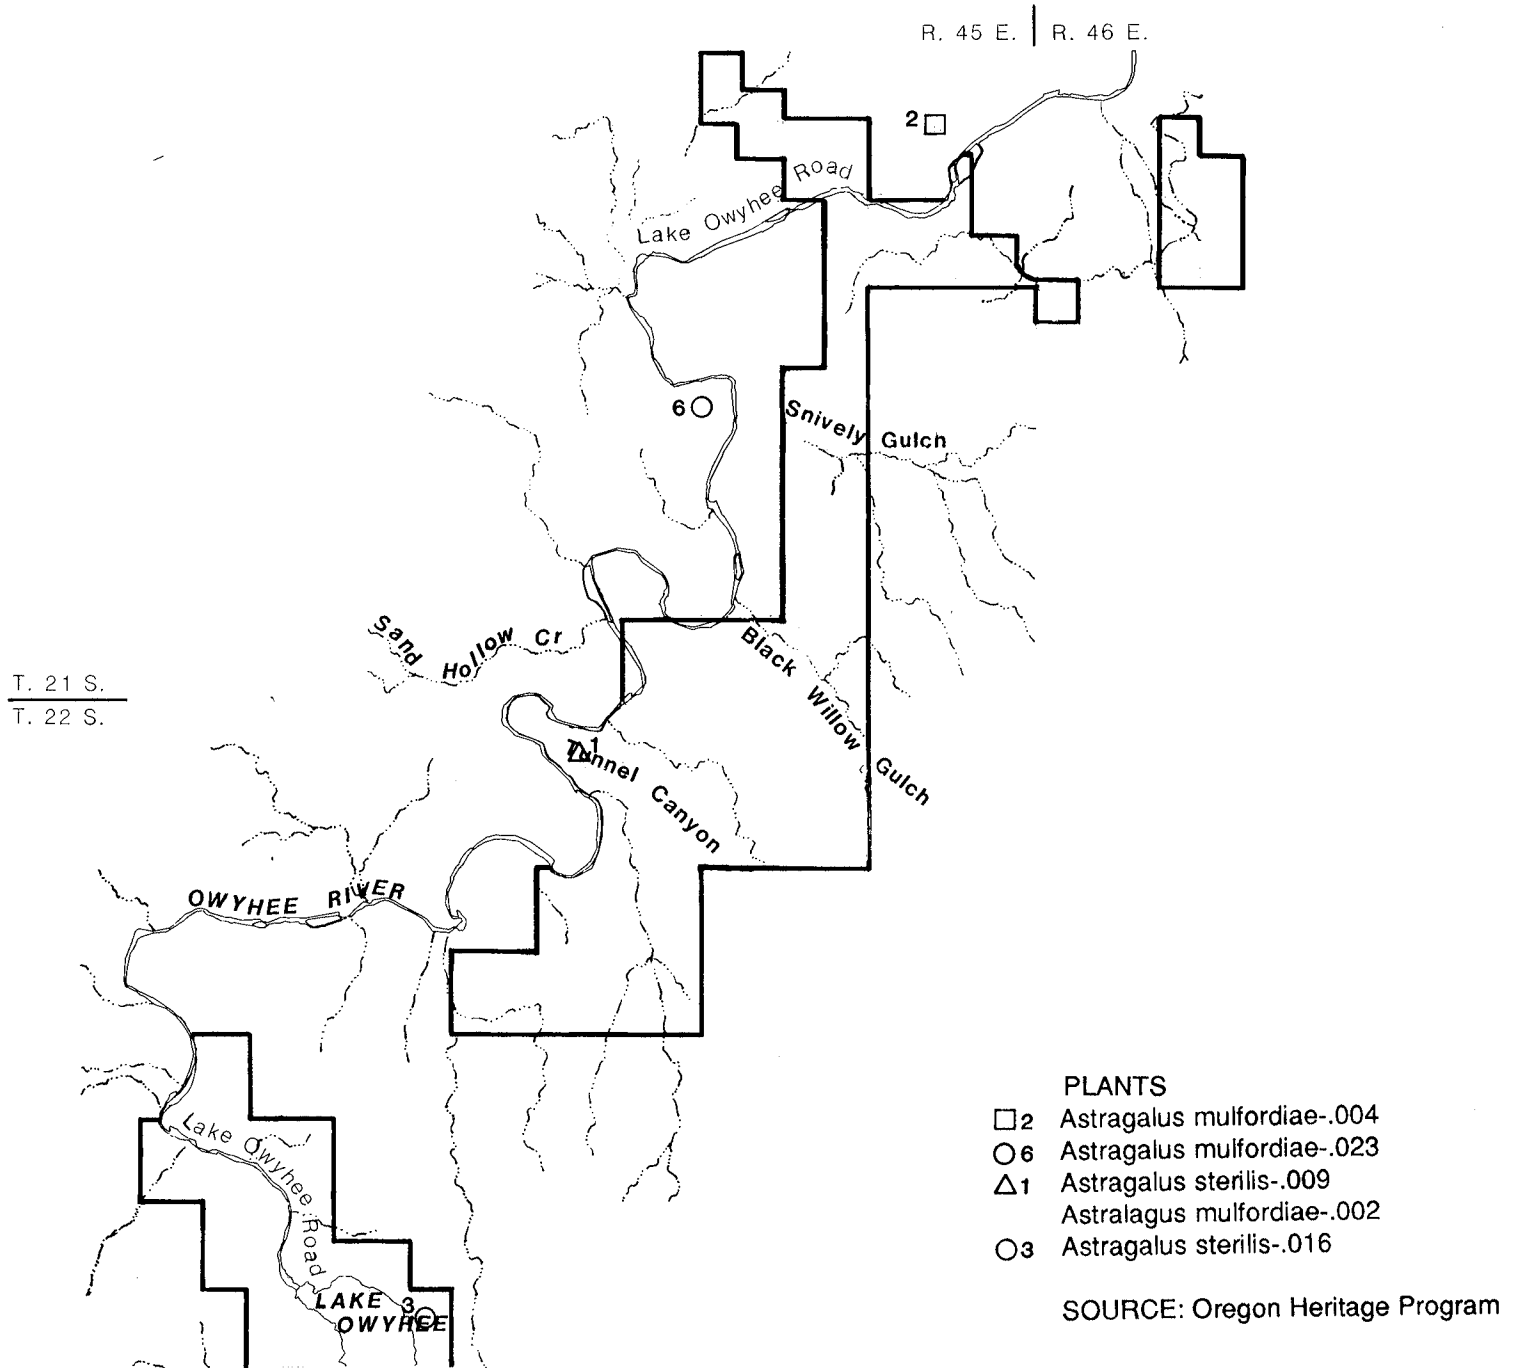 R. 45 E. R. 46 E.
2
Lake Owyhee Road
6
Snively Gulch
Sand Hollow Cr
Black Willow Gulch
T. 21 S.
T. 22 S.
1
Tunnel Canyon
OWYHEE RIVER
Lake Owyhee Road
LAKE
OWYHEE
3
PLANTS
2 Astragalus mulfordiae-.004
6 Astragalus mulfordiae-.023
1 Astragalus sterilis-.009
Astralagus mulfordiae-.002
3 Astragalus sterilis-.016
SOURCE: Oregon Heritage Program